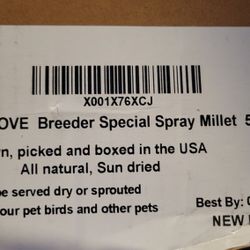 X001X76XCJ
OVE Breeder Special Spray Millet 5
n, picked and boxed in the USA
All natural, Sun dried
be served dry or sprouted
our pet birds and other pets
Best By: 0
NEW